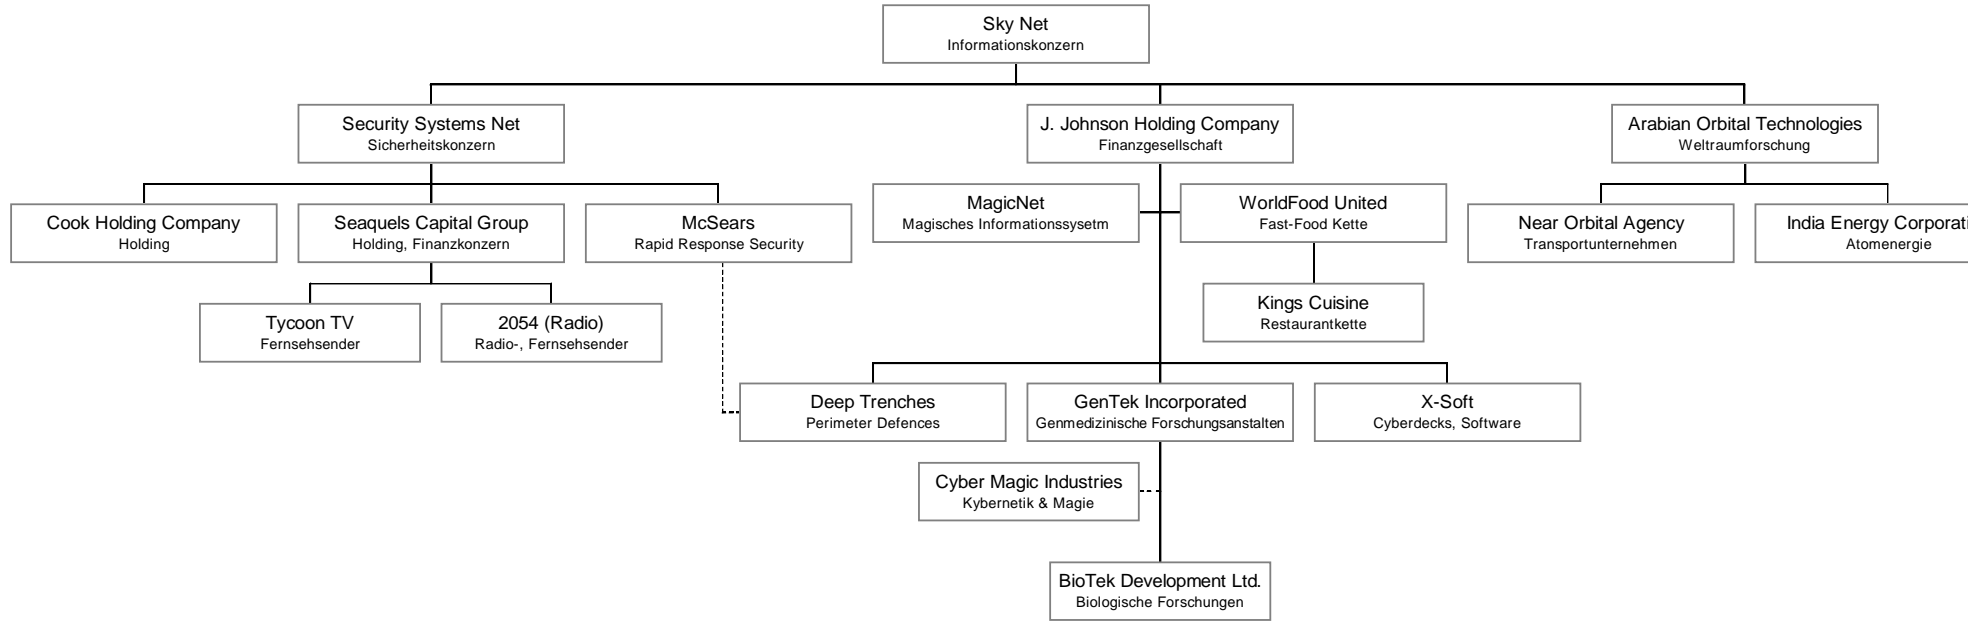 Sky Net
Informationskonzern
Security Systems Net
Sicherheitskonzern
J. Johnson Holding Company
Finanzgesellschaft
Arabian Orbital Technologies
Weltraumforschung
MagicNet
Magisches Informationssysetm
WorldFood United
Fast-Food Kette
Cook Holding Company
Holding
Seaquels Capital Group
Holding, Finanzkonzern
McSears
Rapid Response Security
Near Orbital Agency
Transportunternehmen
India Energy Corporati
Atomenergie
Kings Cuisine
Restaurantkette
Tycoon TV
Fernsehsender
2054 (Radio)
Radio-, Fernsehsender
Deep Trenches
Perimeter Defences
GenTek Incorporated
Genmedizinische Forschungsanstalten
X-Soft
Cyberdecks, Software
Cyber Magic Industries
Kybernetik & Magie
BioTek Development Ltd.
Biologische Forschungen